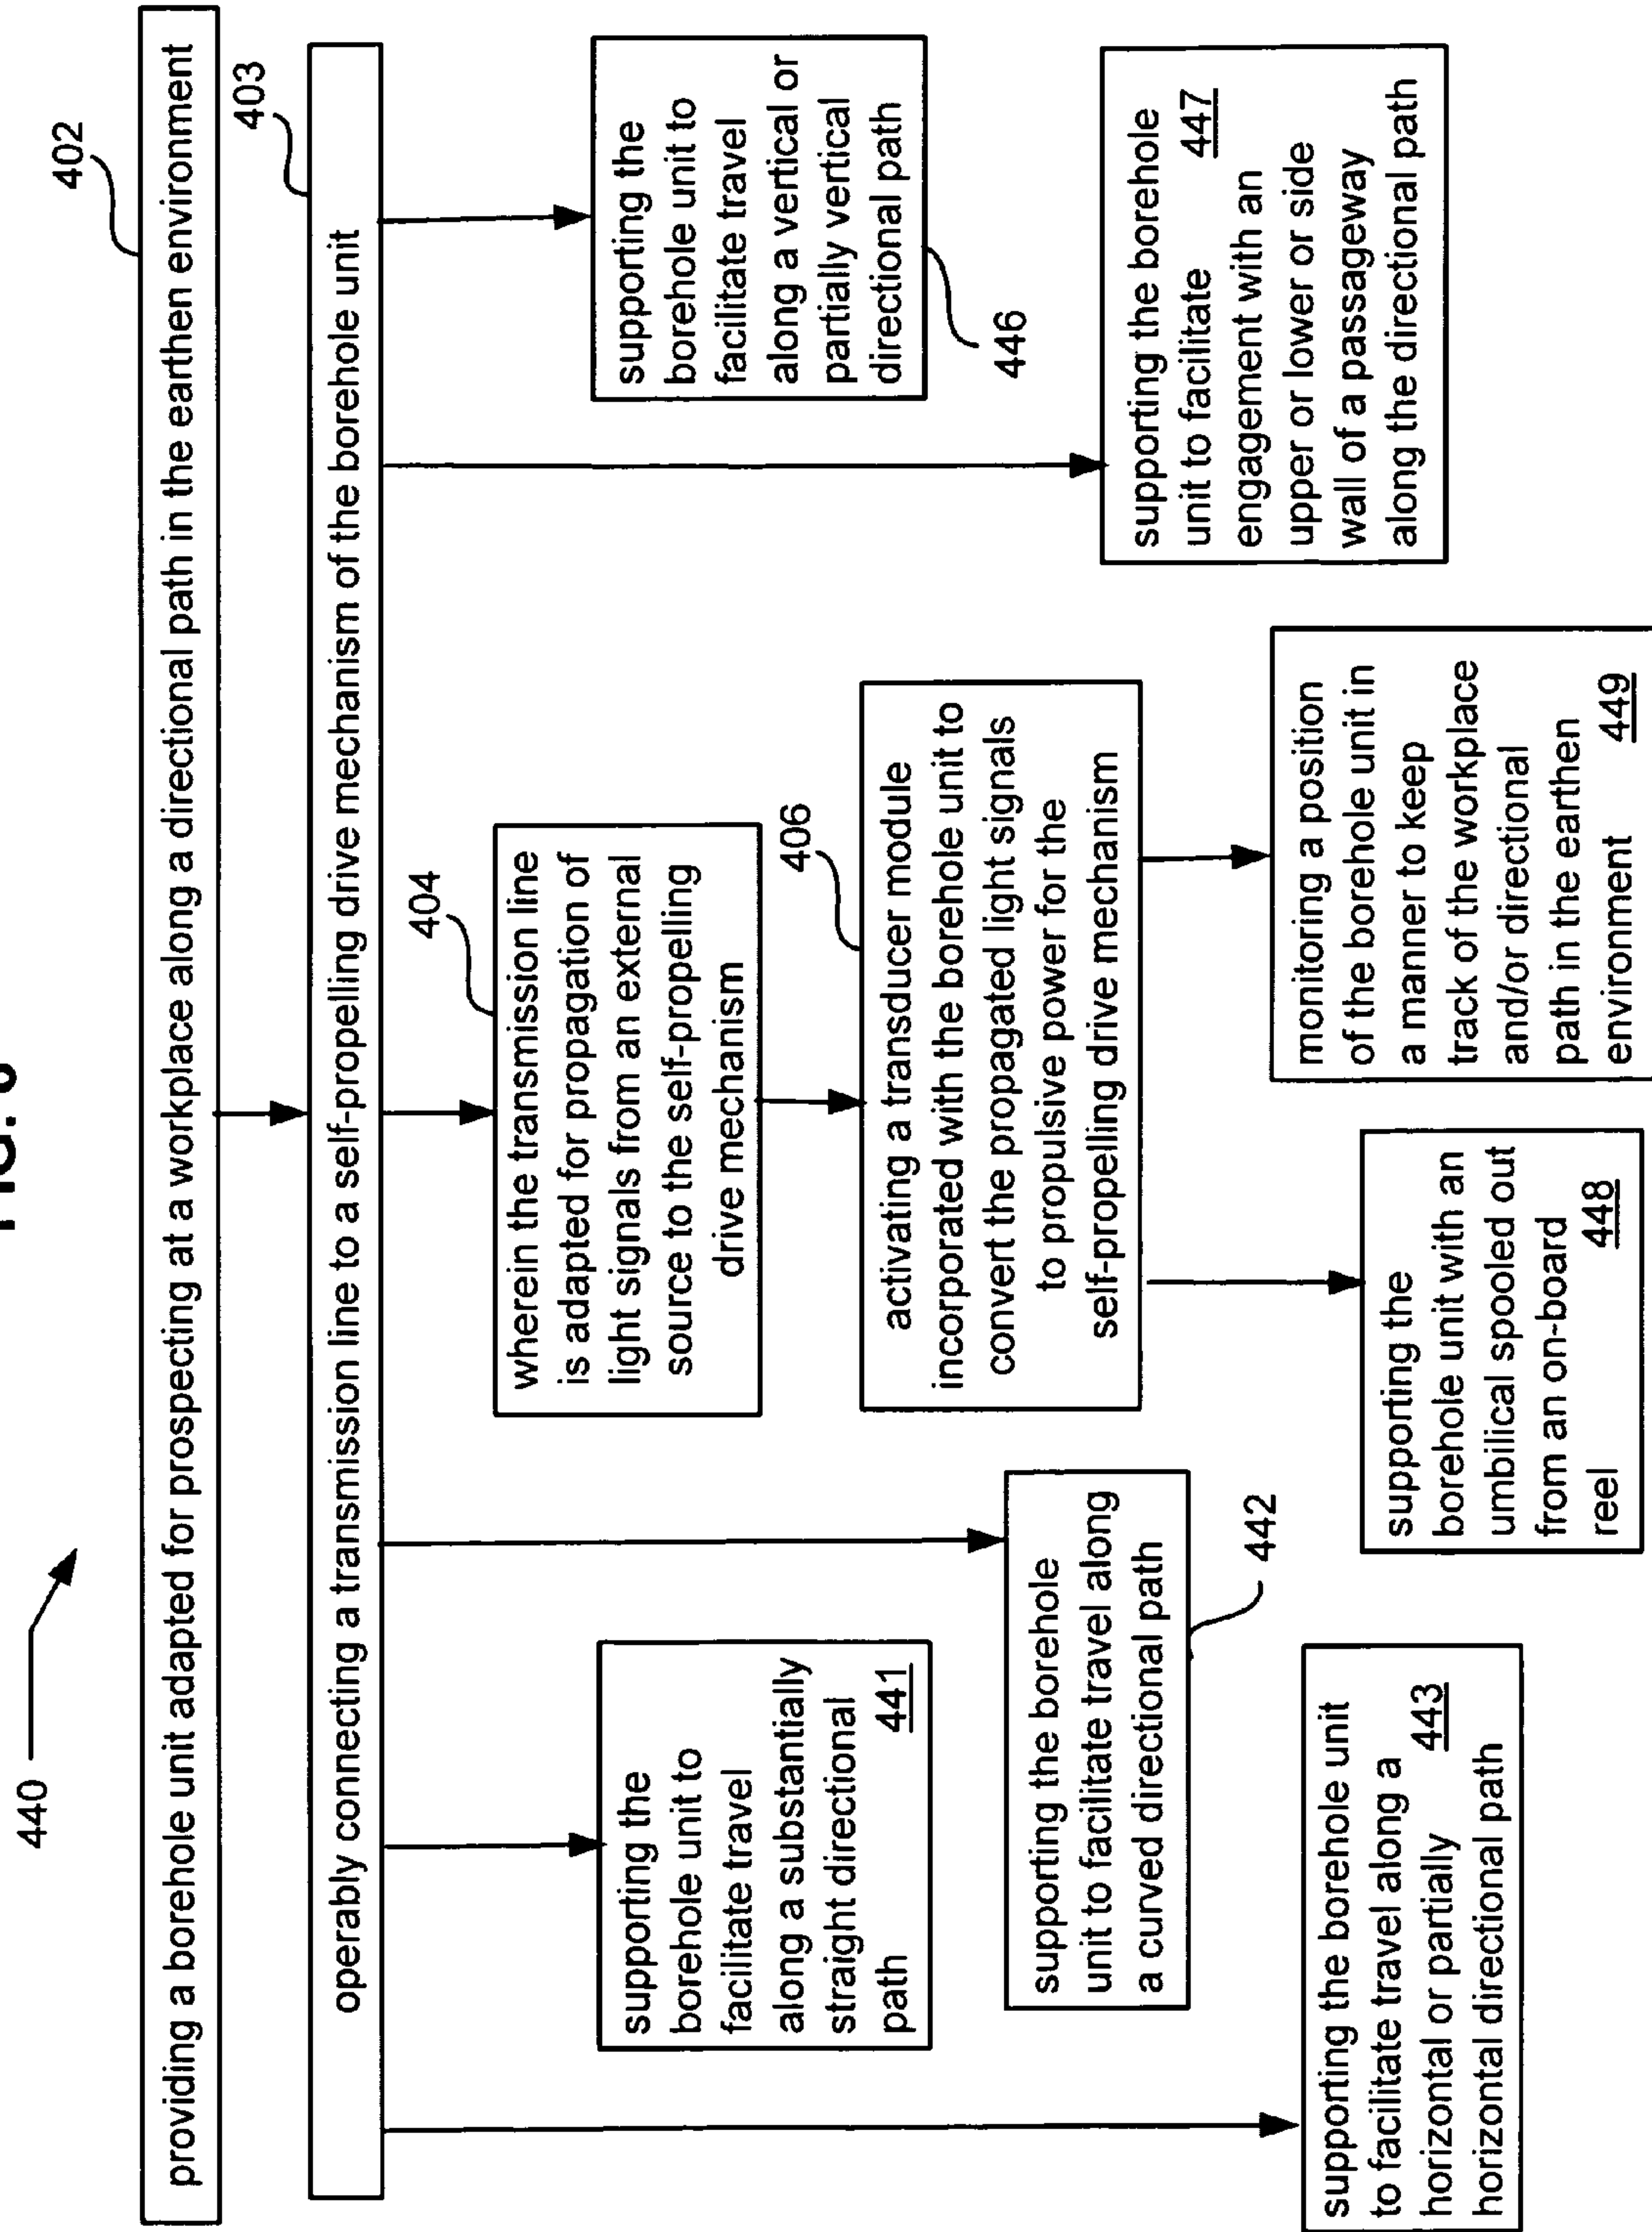 FIG.
440
402
providing a borehole unit adapted for prospecting at a workplace along a directional path in the earthen environment
403
operably connecting a transmission line to a self-propelling drive mechanism of the borehole unit
404
wherein the transmission line
is adapted for propagation of
light signals from an external
source to the self-propelling
drive mechanism
406
activating a transducer module
incorporated with the borehole unit to
convert the propagated light signals
to propulsive power for the
self-propelling drive mechanism
supporting the
borehole unit to
facilitate travel
along a substantially
straight directional
path 441
supporting the borehole
unit to facilitate travel along
a curved directional path
442
supporting the borehole unit
to facilitate travel along a
horizontal or partially 443
horizontal directional path
supporting the
borehole unit to
facilitate travel
along a vertical or
partially vertical
directional path
446
supporting the borehole
unit to facilitate 447
engagement with an
upper or lower or side
wall of a passageway
along the directional path
supporting the
borehole unit with an
umbilical spooled out
from an on-board
reel 448
monitoring a position
of the borehole unit in
a manner to keep
track of the workplace
and/or directional
path in the earthen
environment 449